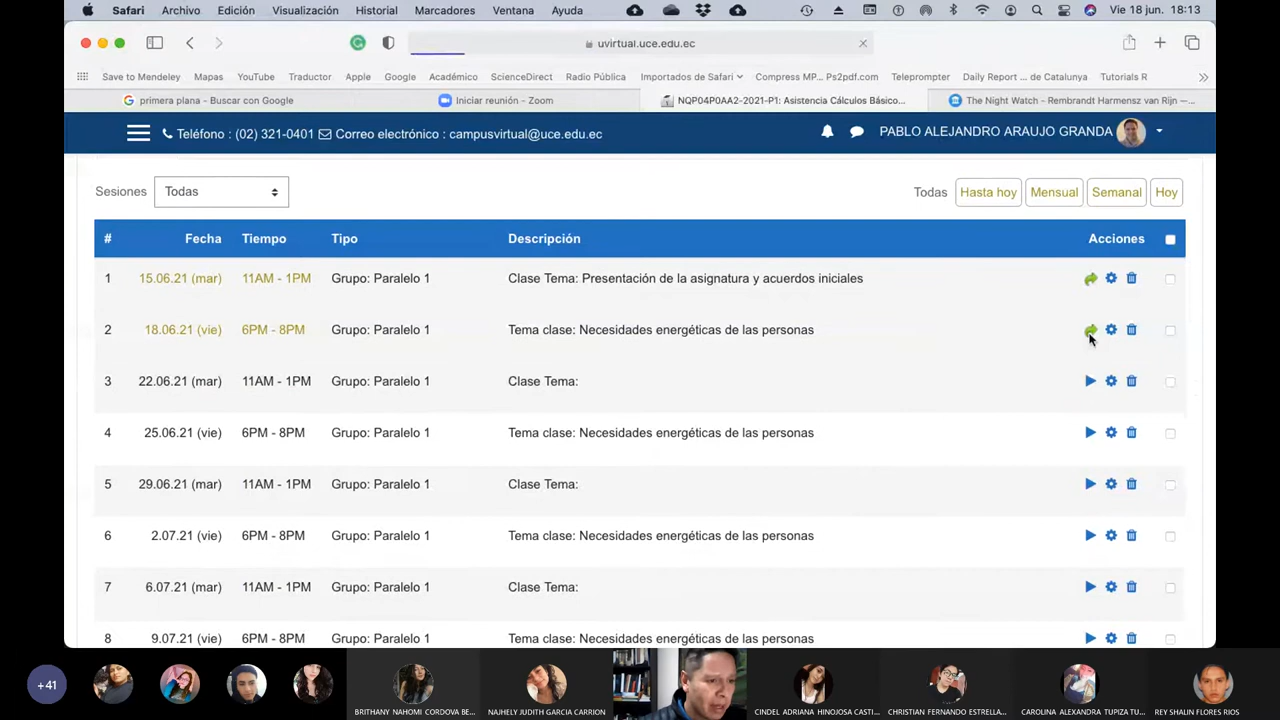 Safari Archivo Edición Visualización Historial Marcadores Ventana Ayuda Vie 18 jun. 18:13
uvirtual.uce.edu.ec
Save to Mendeley Mapas YouTube Traductor Apple Google Académico ScienceDirect Radio Pública Importados de Safari Compress MP... Ps2pdf.com Teleprompter Daily Report... de Catalunya Tutorials R
primera plana - Buscar con Google Iniciar reunión - Zoom NQP04P0AA2-2021-P1: Asistencia Cálculos Básico... The Night Watch - Rembrandt Harmensz van Rijn —...
Teléfono : (02) 321-0401 Correo electrónico : campusvirtual@uce.edu.ec PABLO ALEJANDRO ARAUJO GRANDA
Sesiones Todas Todas Hasta hoy Mensual Semanal Hoy
# Fecha Tiempo Tipo Descripción Acciones
1 15.06.21 (mar) 11AM - 1PM Grupo: Paralelo 1 Clase Tema: Presentación de la asignatura y acuerdos iniciales
2 18.06.21 (vie) 6PM - 8PM Grupo: Paralelo 1 Tema clase: Necesidades energéticas de las personas
3 22.06.21 (mar) 11AM - 1PM Grupo: Paralelo 1 Clase Tema:
4 25.06.21 (vie) 6PM - 8PM Grupo: Paralelo 1 Tema clase: Necesidades energéticas de las personas
5 29.06.21 (mar) 11AM - 1PM Grupo: Paralelo 1 Clase Tema:
6 2.07.21 (vie) 6PM - 8PM Grupo: Paralelo 1 Tema clase: Necesidades energéticas de las personas
7 6.07.21 (mar) 11AM - 1PM Grupo: Paralelo 1 Clase Tema:
8 9.07.21 (vie) 6PM - 8PM Grupo: Paralelo 1 Tema clase: Necesidades energéticas de las personas
+41 BRITHANY NAHOMI CORDOVA BE... NAJHELY JUDITH GARCIA CARRION CINDEL ADRIANA HINOJOSA CASTI... CHRISTIAN FERNANDO ESTRELLA... CAROLINA ALEXANDRA TUPIZA TU... REY SHALIN FLORES RIOS